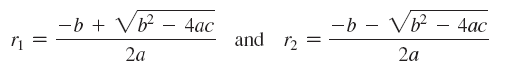 r₁ = (−b + √(b² − 4ac)) / (2a) and r₂ = (−b − √(b² − 4ac)) / (2a)